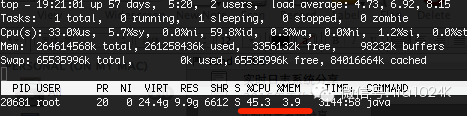 top - 19:21:01 up 57 days, 5:20, 2 users, load average: 4.73, 6.92, 8.15
Tasks: 1 total, 0 running, 1 sleeping, 0 stopped, 0 zombie
Cpu(s): 33.0%us, 5.7%sy, 0.0%ni, 59.8%id, 0.3%wa, 0.0%hi, 1.2%si, 0.0%st
Mem: 264614568k total, 261258436k used, 3356132k free, 98232k buffers
Swap: 65535996k total, 0k used, 65535996k free, 84016664k cached
PID USER PR NI VIRT RES SHR S %CPU %MEM TIME+ COMMAND
20681 root 20 0 22.4g 9.9g 6612 S 45.3 3.9 3144:58 java